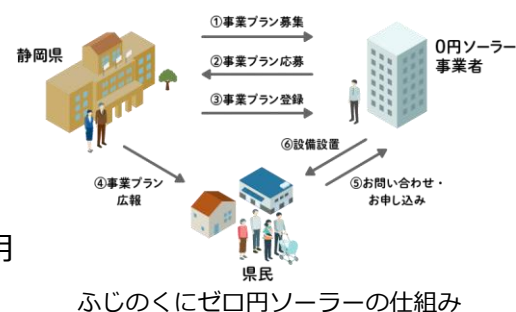 ①事業プラン募集
静岡県
0円ソーラー
事業者
②事業プラン応募
③事業プラン登録
⑥設備設置
④事業プラン
広報
⑤お問い合わせ・
お申し込み
県民
ふじのくにゼロ円ソーラーの仕組み